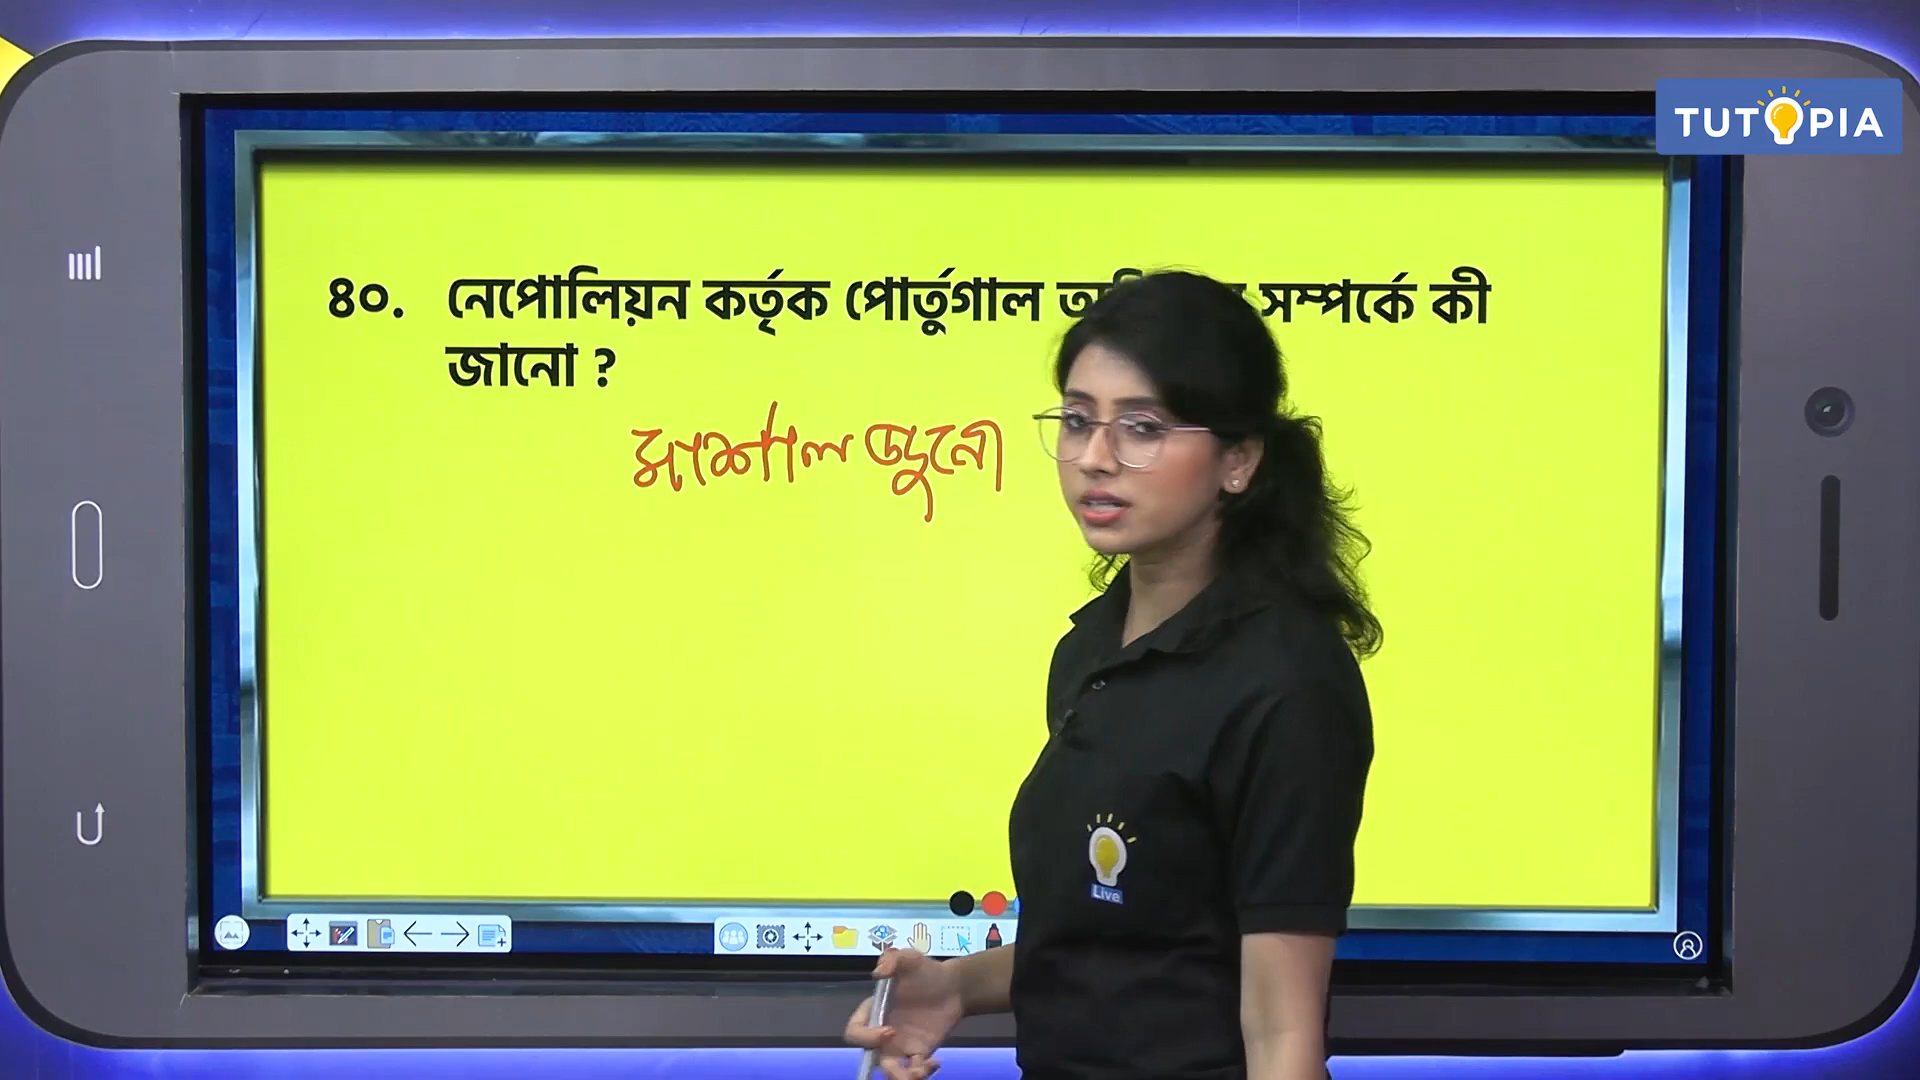 TUTOPIA
৪০. নেপোলিয়ন কর্তৃক পোর্তুগাল সম্পর্কে কী
জানো ?
মার্শাল জুনো
Live